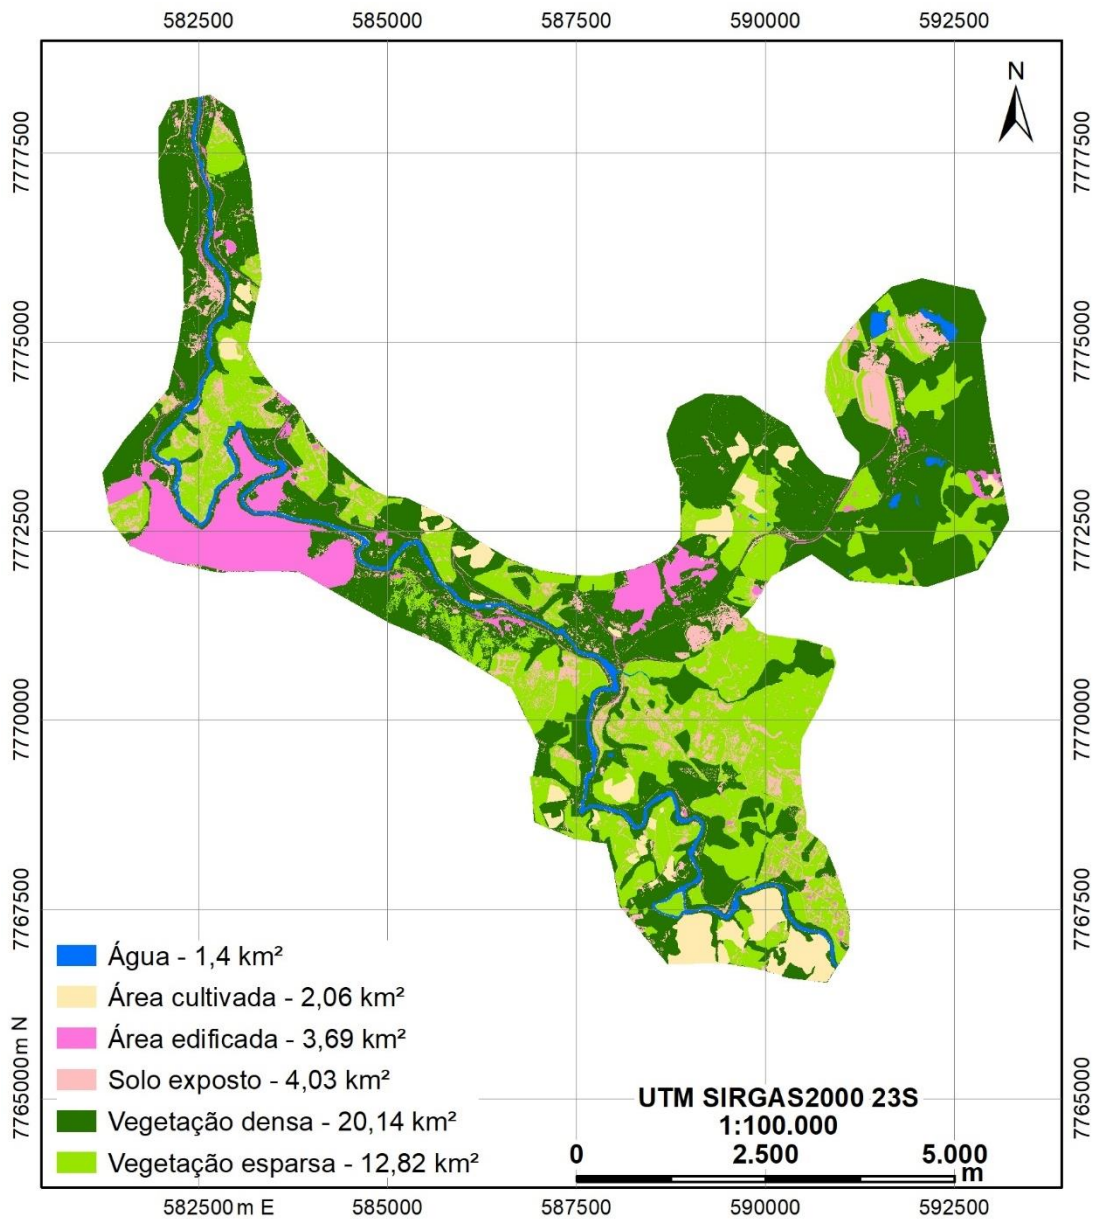 582500 585000 587500 590000 592500
N
7777500 7777500
7775000 7775000
7772500 7772500
7770000 7770000
7767500 7767500
7765000m N 7765000
Água - 1,4 km²
Área cultivada - 2,06 km²
Área edificada - 3,69 km²
Solo exposto - 4,03 km²
Vegetação densa - 20,14 km²
Vegetação esparsa - 12,82 km²
UTM SIRGAS2000 23S
1:100.000
0 2.500 5.000
m
582500m E 585000 587500 590000 592500